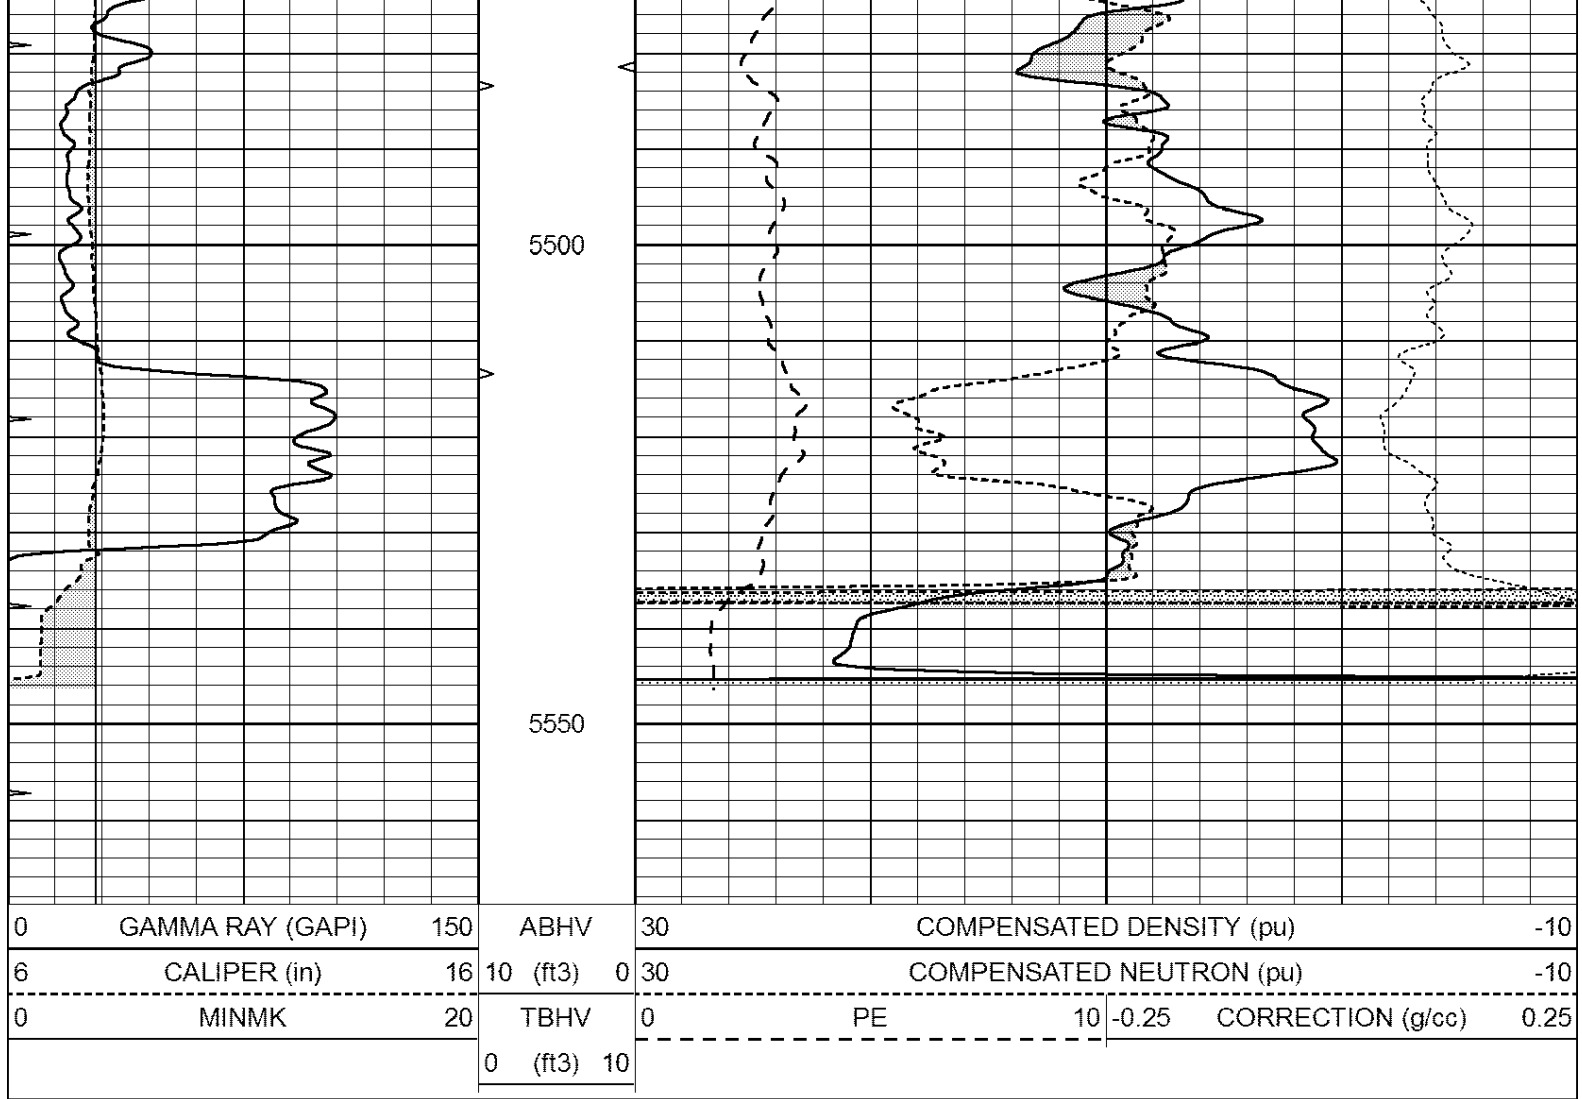 5500
5550
0 GAMMA RAY (GAPI) 150 ABHV 30 COMPENSATED DENSITY (pu) -10
6 CALIPER (in) 16 10 (ft3) 0 30 COMPENSATED NEUTRON (pu) -10
0 MINMK 20 TBHV 0 PE 10 -0.25 CORRECTION (g/cc) 0.25
0 (ft3) 10